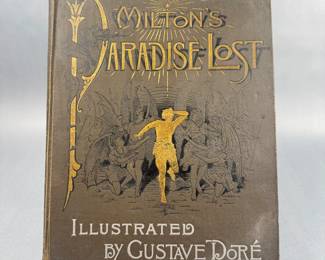 MILTON'S
PARADISE LOST
ILLUSTRATED
BY GUSTAVE DORÉ